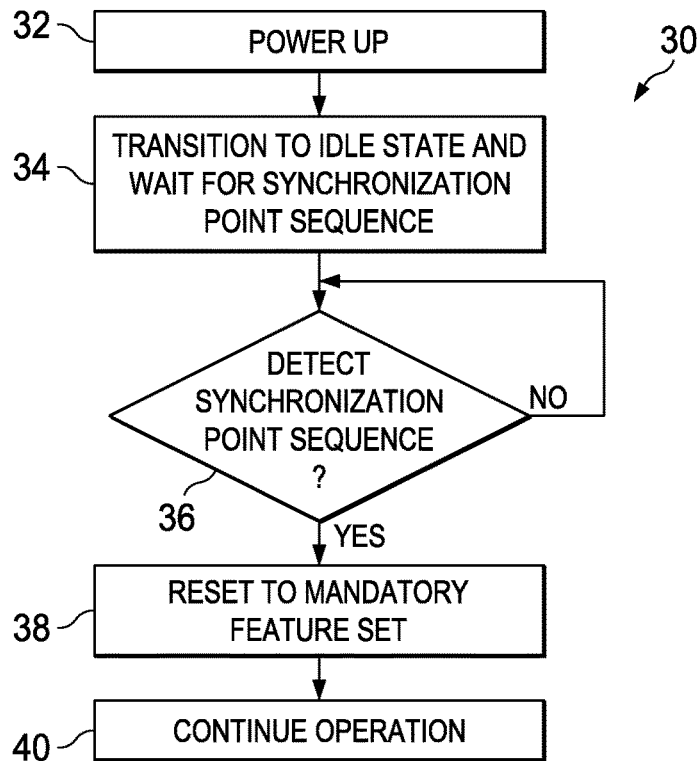 32
POWER UP
30
34
TRANSITION TO IDLE STATE AND
WAIT FOR SYNCHRONIZATION
POINT SEQUENCE
DETECT
SYNCHRONIZATION
POINT SEQUENCE
?
NO
36
YES
38
RESET TO MANDATORY
FEATURE SET
40
CONTINUE OPERATION